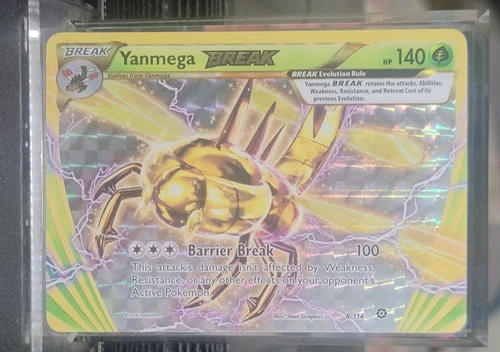 BREAK
Yanmega BREAK
HP 140
Evolves from Yanmega
BREAK Evolution Rule
Yanmega BREAK retains the attacks, Abilities,
Weakness, Resistance, and Retreat Cost of its
previous Evolution.
Barrier Break 100
This attack's damage isn't affected by Weakness,
Resistance, or any other effects on your opponent's
Active Pokémon.
Illus. 5ban Graphics
8/114